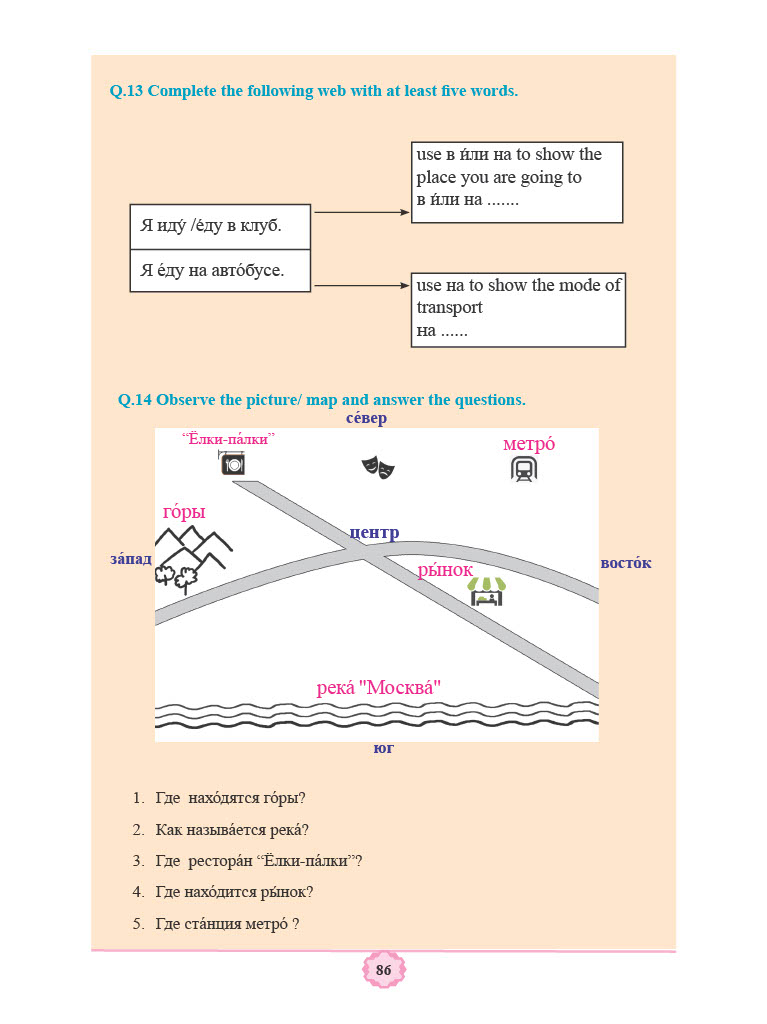 Q.13 Complete the following web with at least five words.
use в и́ли на to show the
place you are going to
в и́ли на .......
Я иду́ /е́ду в клуб.
Я е́ду на авто́бусе.
use на to show the mode of
transport
на ......
Q.14 Observe the picture/ map and answer the questions.
се́вер
“Ёлки-па́лки”
метро́
го́ры
центр
за́пад
восто́к
ры́нок
река́ "Москва́"
юг
1. Где нахо́дятся го́ры?
2. Как называ́ется река́?
3. Где рестора́н “Ёлки-па́лки”?
4. Где нахо́дится ры́нок?
5. Где ста́нция метро́ ?
86